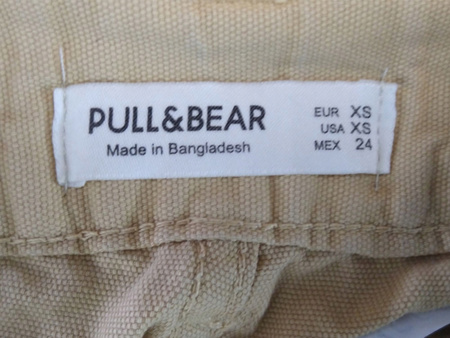 PULL&BEAR
Made in Bangladesh
EUR XS
USA XS
MEX 24